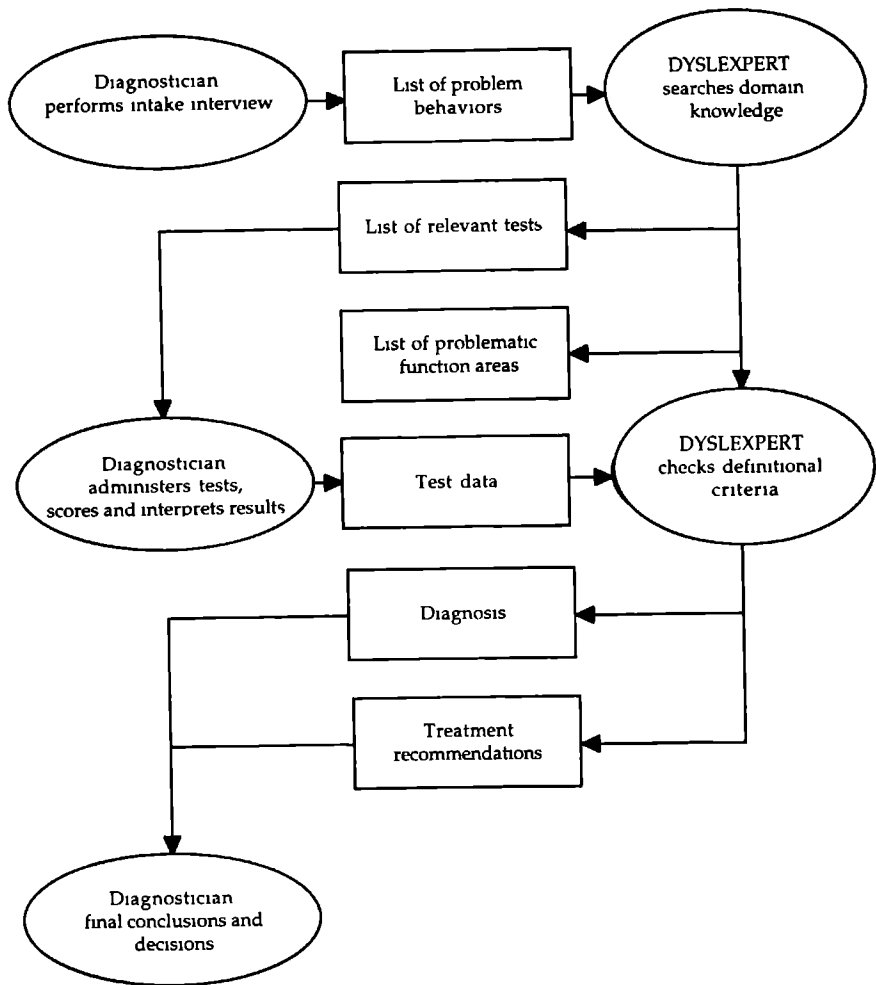 Diagnostician
performs intake interview
List of problem
behaviors
DYSLEXPERT
searches domain
knowledge
List of relevant tests
List of problematic
function areas
Diagnostician
administers tests,
scores and interprets results
Test data
DYSLEXPERT
checks definitional
criteria
Diagnosis
Treatment
recommendations
Diagnostician
final conclusions and
decisions